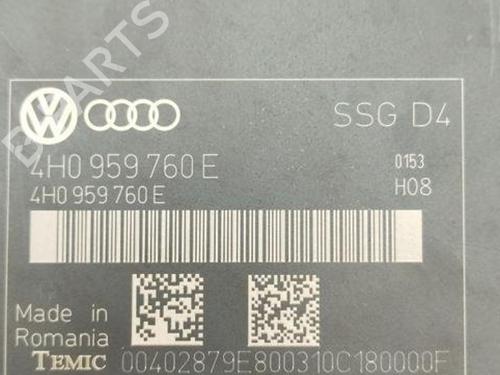 SSG D4
4H0 959 760 E
0153
4H0 959 760 E
H08
Made in
Romania
TEMIC
00402879E800310C180000F